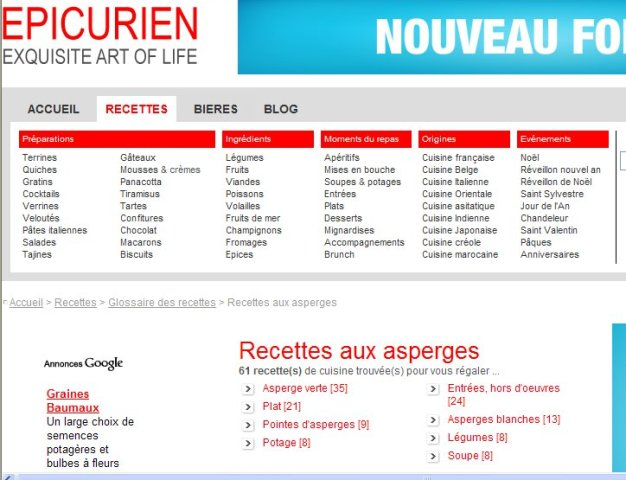 EPICURIEN
EXQUISITE ART OF LIFE
NOUVEAU
ACCUEIL RECETTES BIERES BLOG
Préparations Ingrédients Moments du repas Origines Evénements
Terrines Gâteaux Légumes Apéritifs Cuisine française Noël
Quiches Mousses & crèmes Fruits Mises en bouche Cuisine Belge Réveillon nouvel an
Gratins Panacotta Viandes Soupes & potages Cuisine Italienne Réveillon de Noël
Cocktails Tiramisus Poissons Entrées Cuisine Orientale Saint Sylvestre
Verrines Tartes Volailles Plats Cuisine asitatique Jour de l'An
Veloutés Confitures Fruits de mer Desserts Cuisine Indienne Chandeleur
Pâtes italiennes Chocolat Champignons Mignardises Cuisine Japonaise Saint Valentin
Salades Macarons Fromages Accompagnements Cuisine créole Pâques
Tajines Biscuits Epices Brunch Cuisine marocaine Anniversaires
Accueil > Recettes > Glossaire des recettes > Recettes aux asperges
Annonces Google
Graines
Baumaux
Un large choix de
semences
potagères et
bulbes à fleurs
Recettes aux asperges
61 recette(s) de cuisine trouvée(s) pour vous régaler ...
Asperge verte [35]
Plat [21]
Pointes d'asperges [9]
Potage [8]
Entrées, hors d'oeuvres
[24]
Asperges blanches [13]
Légumes [8]
Soupe [8]